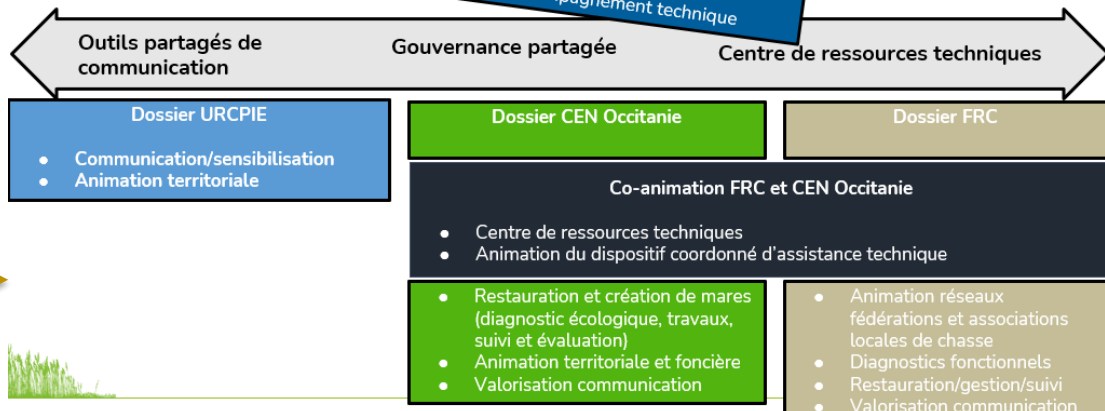 technique
Outils partagés de
communication
Gouvernance partagée
Centre de ressources techniques
Dossier URCPIE
● Communication/sensibilisation
● Animation territoriale
Dossier CEN Occitanie
Dossier FRC
Co-animation FRC et CEN Occitanie
● Centre de ressources techniques
● Animation du dispositif coordonné d’assistance technique
● Restauration et création de mares
(diagnostic écologique, travaux,
suivi et évaluation)
● Animation territoriale et foncière
● Valorisation communication
● Animation réseaux
fédérations et associations
locales de chasse
● Diagnostics fonctionnels
● Restauration/gestion/suivi
● Valorisation communication